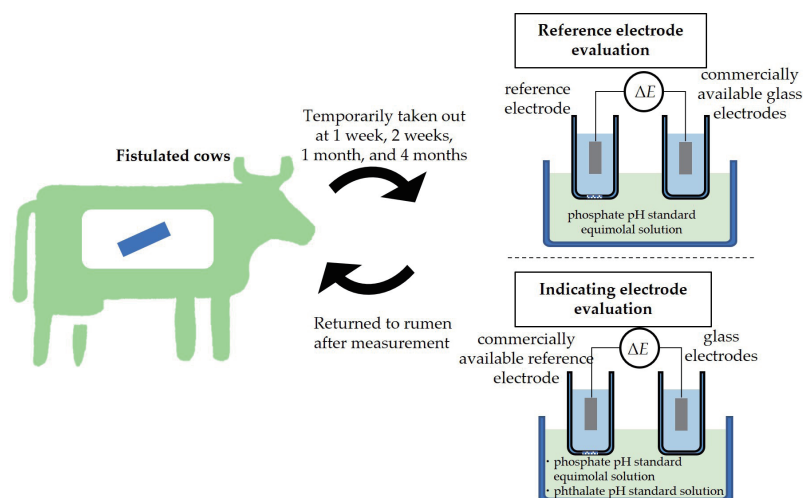 Fistulated cows
Temporarily taken out
at 1 week, 2 weeks,
1 month, and 4 months
Returned to rumen
after measurement
Reference electrode
evaluation
reference
electrode
ΔE
commercially
available glass
electrodes
phosphate pH standard
equimolal solution
Indicating electrode
evaluation
commercially
available reference
electrode
ΔE
glass
electrodes
· phosphate pH standard
equimolal solution
· phthalate pH standard solution